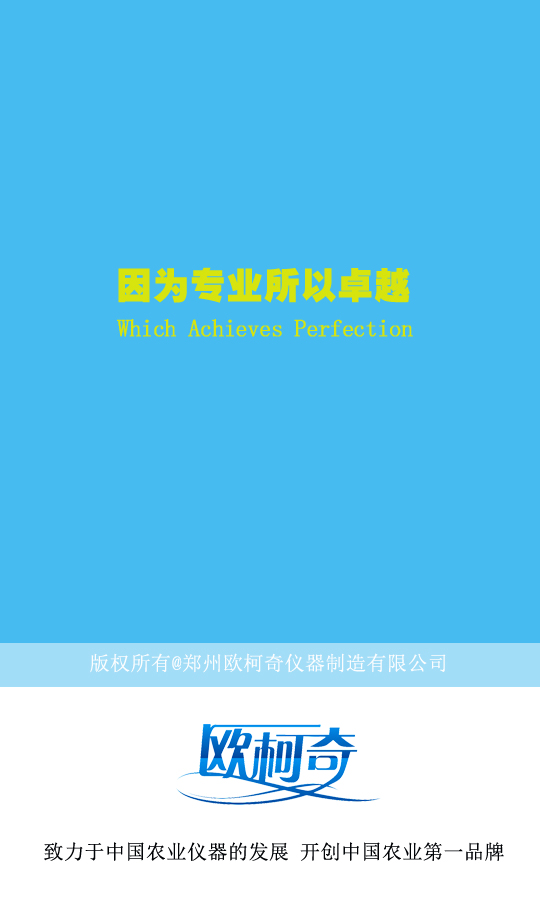 因为专业所以卓越
Which Achieves Perfection
版权所有@郑州欧柯奇仪器制造有限公司
欧柯奇
致力于中国农业仪器的发展 开创中国农业第一品牌